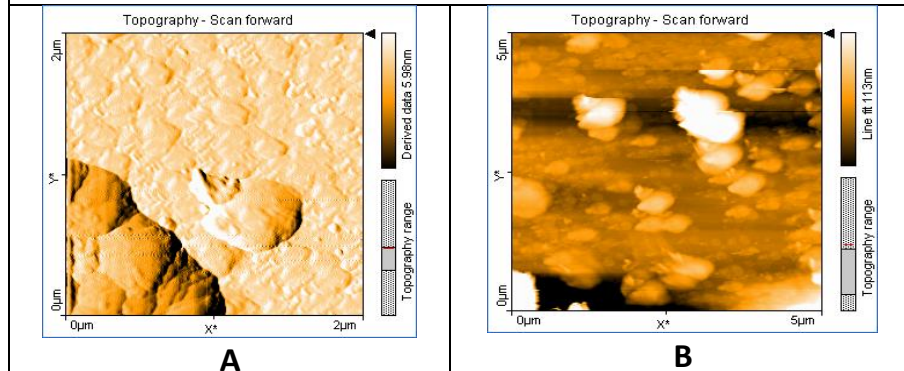 Topography - Scan forward
2µm
Y*
0µm
0µm
X*
2µm
Derived data 5.98nm
Topography range
A
Topography - Scan forward
5µm
Y*
0µm
0µm
X*
5µm
Line fit 113nm
Topography range
B